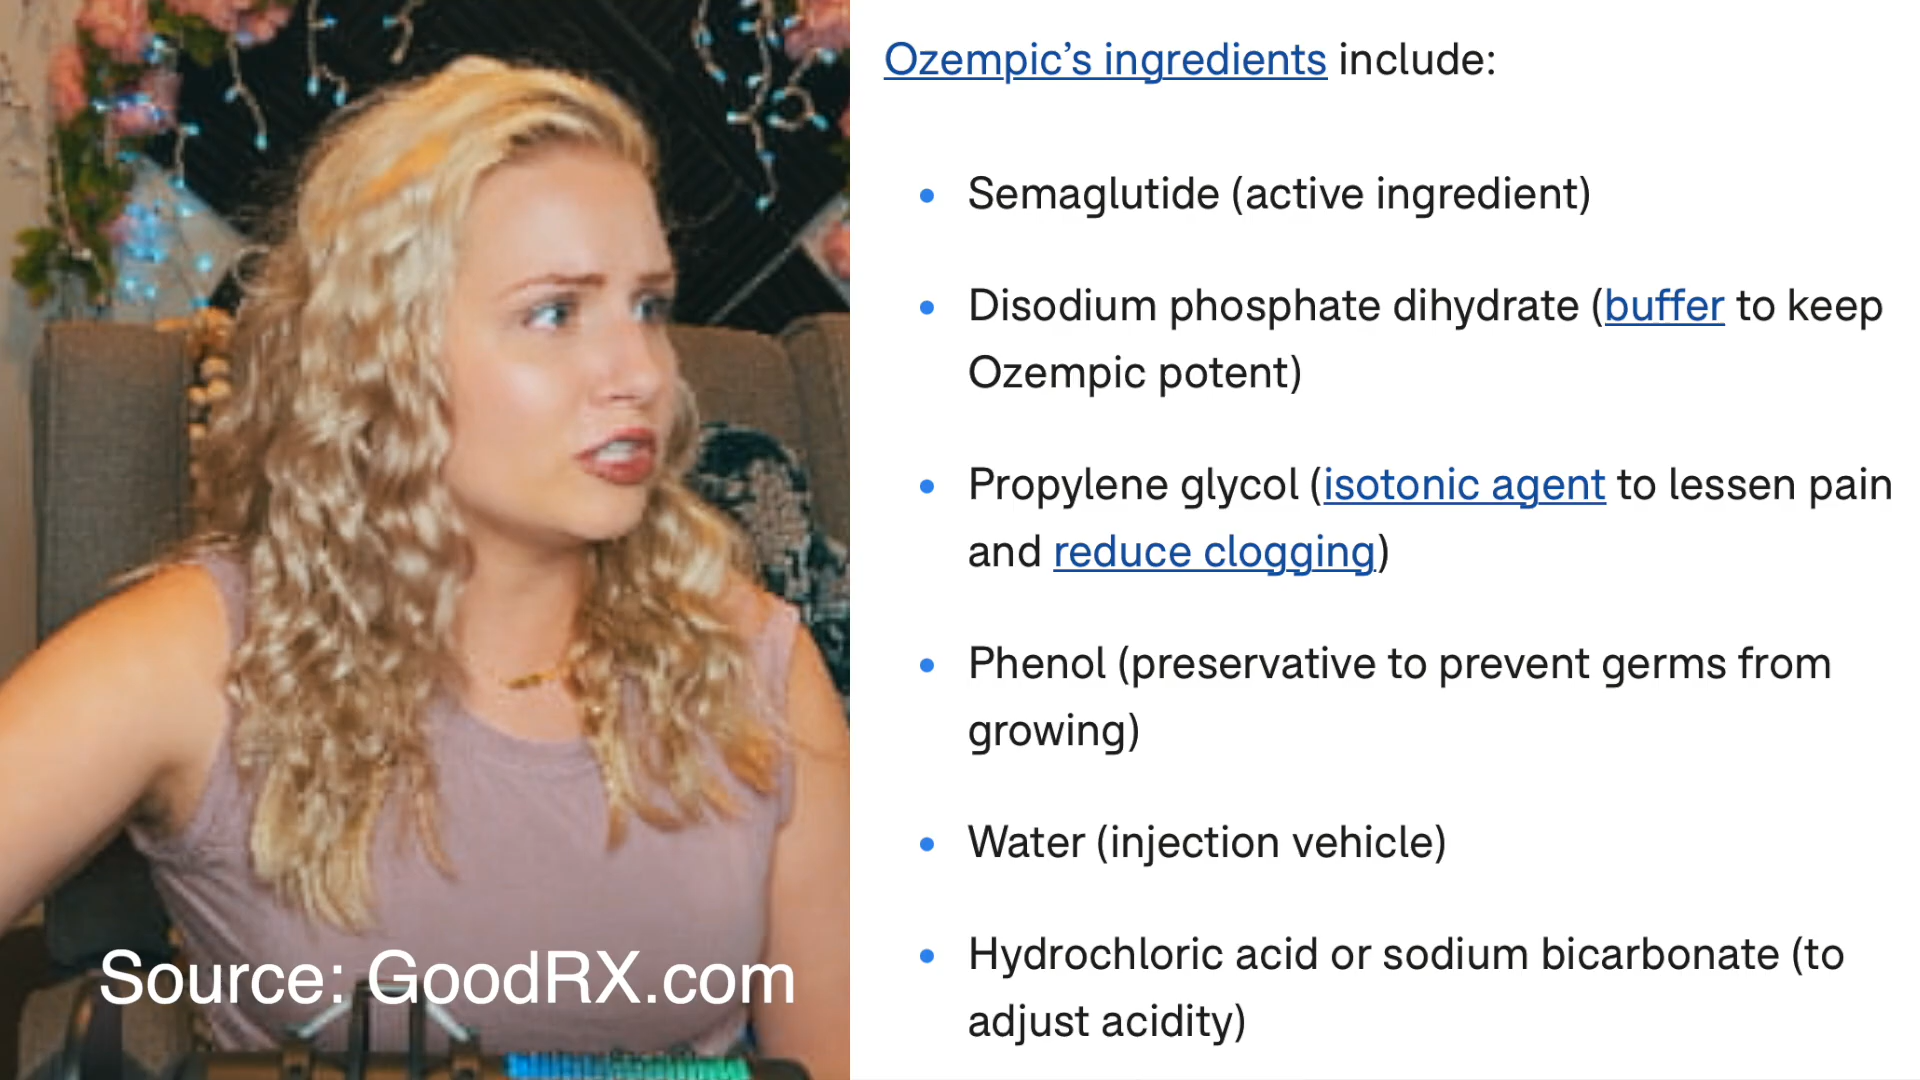 Ozempic’s ingredients include:
• Semaglutide (active ingredient)
• Disodium phosphate dihydrate (buffer to keep
Ozempic potent)
• Propylene glycol (isotonic agent to lessen pain
and reduce clogging)
• Phenol (preservative to prevent germs from
growing)
• Water (injection vehicle)
• Hydrochloric acid or sodium bicarbonate (to
adjust acidity)
Source: GoodRX.com